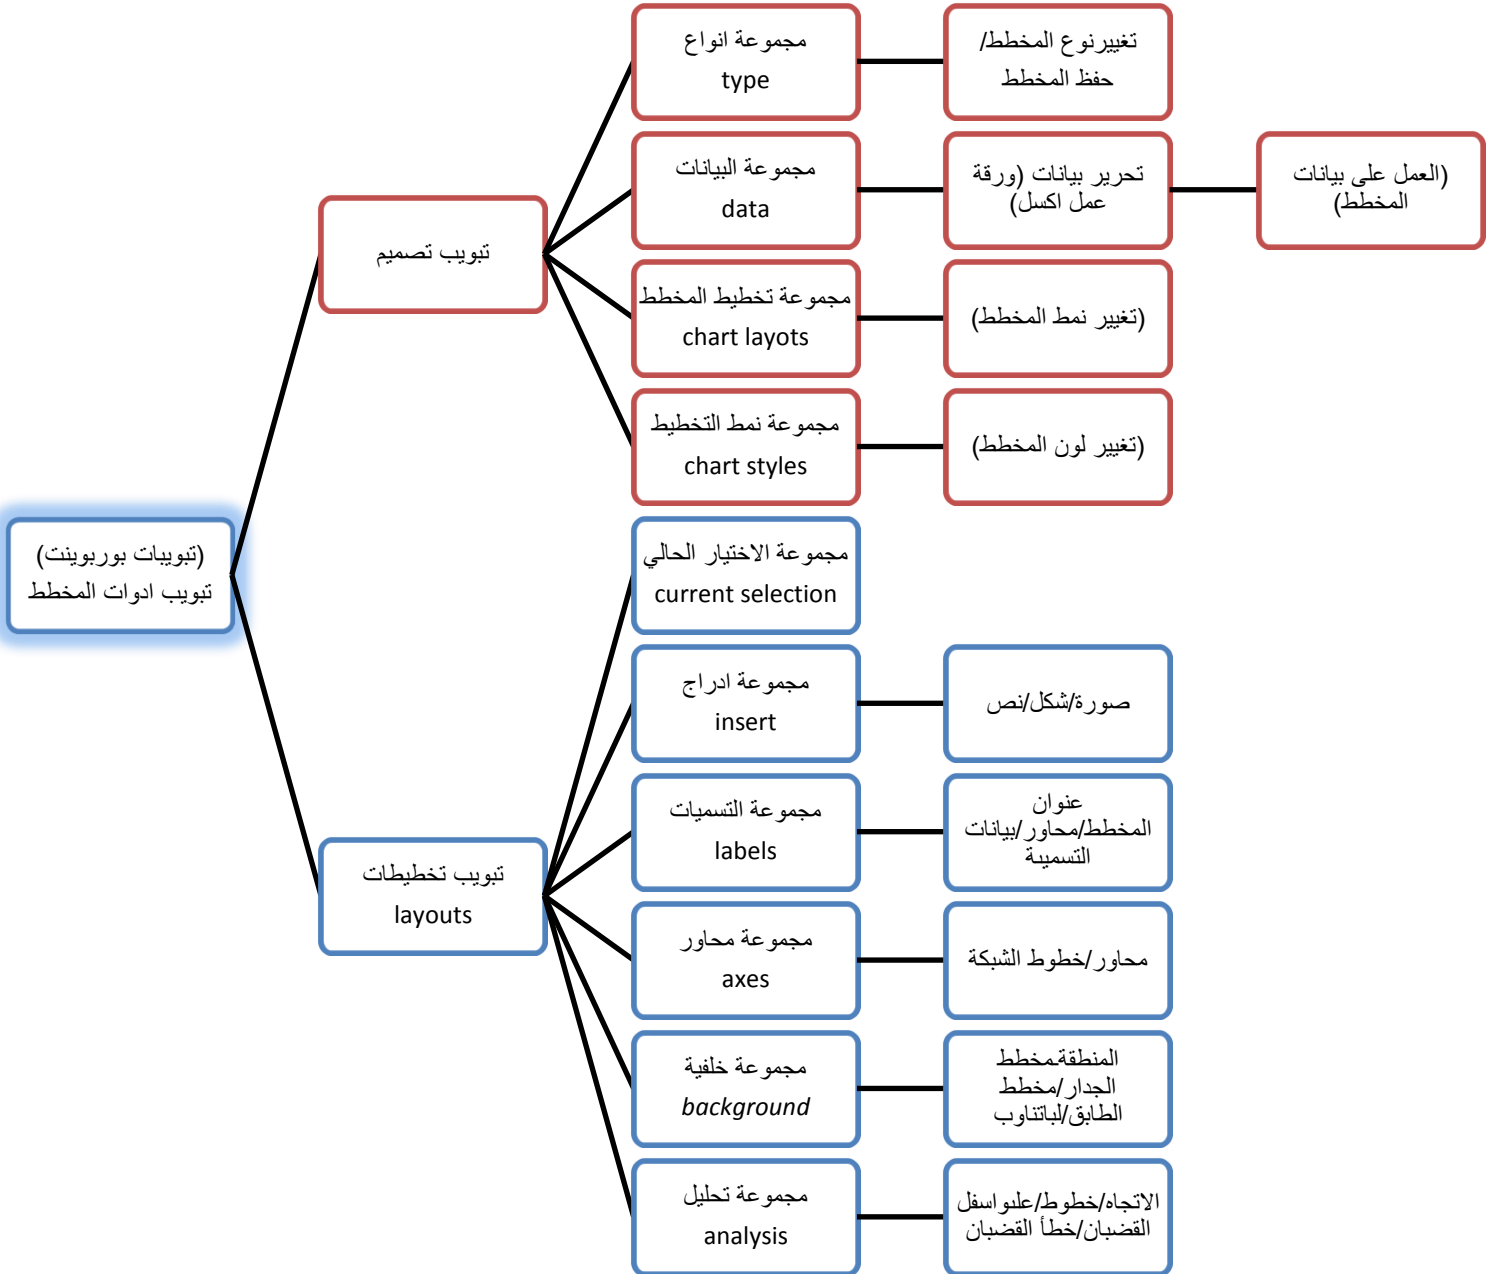 مجموعة انواع
type
تغييرنوع المخطط/
حفظ المخطط
مجموعة البيانات
data
تحرير بيانات (ورقة
عمل اكسل)
(العمل على بيانات
المخطط)
تبويب تصميم
مجموعة تخطيط المخطط
chart layots
(تغيير نمط المخطط)
مجموعة نمط التخطيط
chart styles
(تغيير لون المخطط)
(تبويبات بوربوينت)
تبويب ادوات المخطط
مجموعة الاختيار الحالي
current selection
مجموعة ادراج
insert
صورة/شكل/نص
مجموعة التسميات
labels
عنوان
المخطط/محاور/بيانات
التسمیبة
تبويب تخطيطات
layouts
مجموعة محاور
axes
محاور/خطوط الشبكة
مجموعة خلفية
background
المنطقةـمخطط
الجدار/مخطط
الطابق/لباتناوب
مجموعة تحليل
analysis
الاتجاه/خطوط/علىواسفل
القضبان/خطأ القضبان